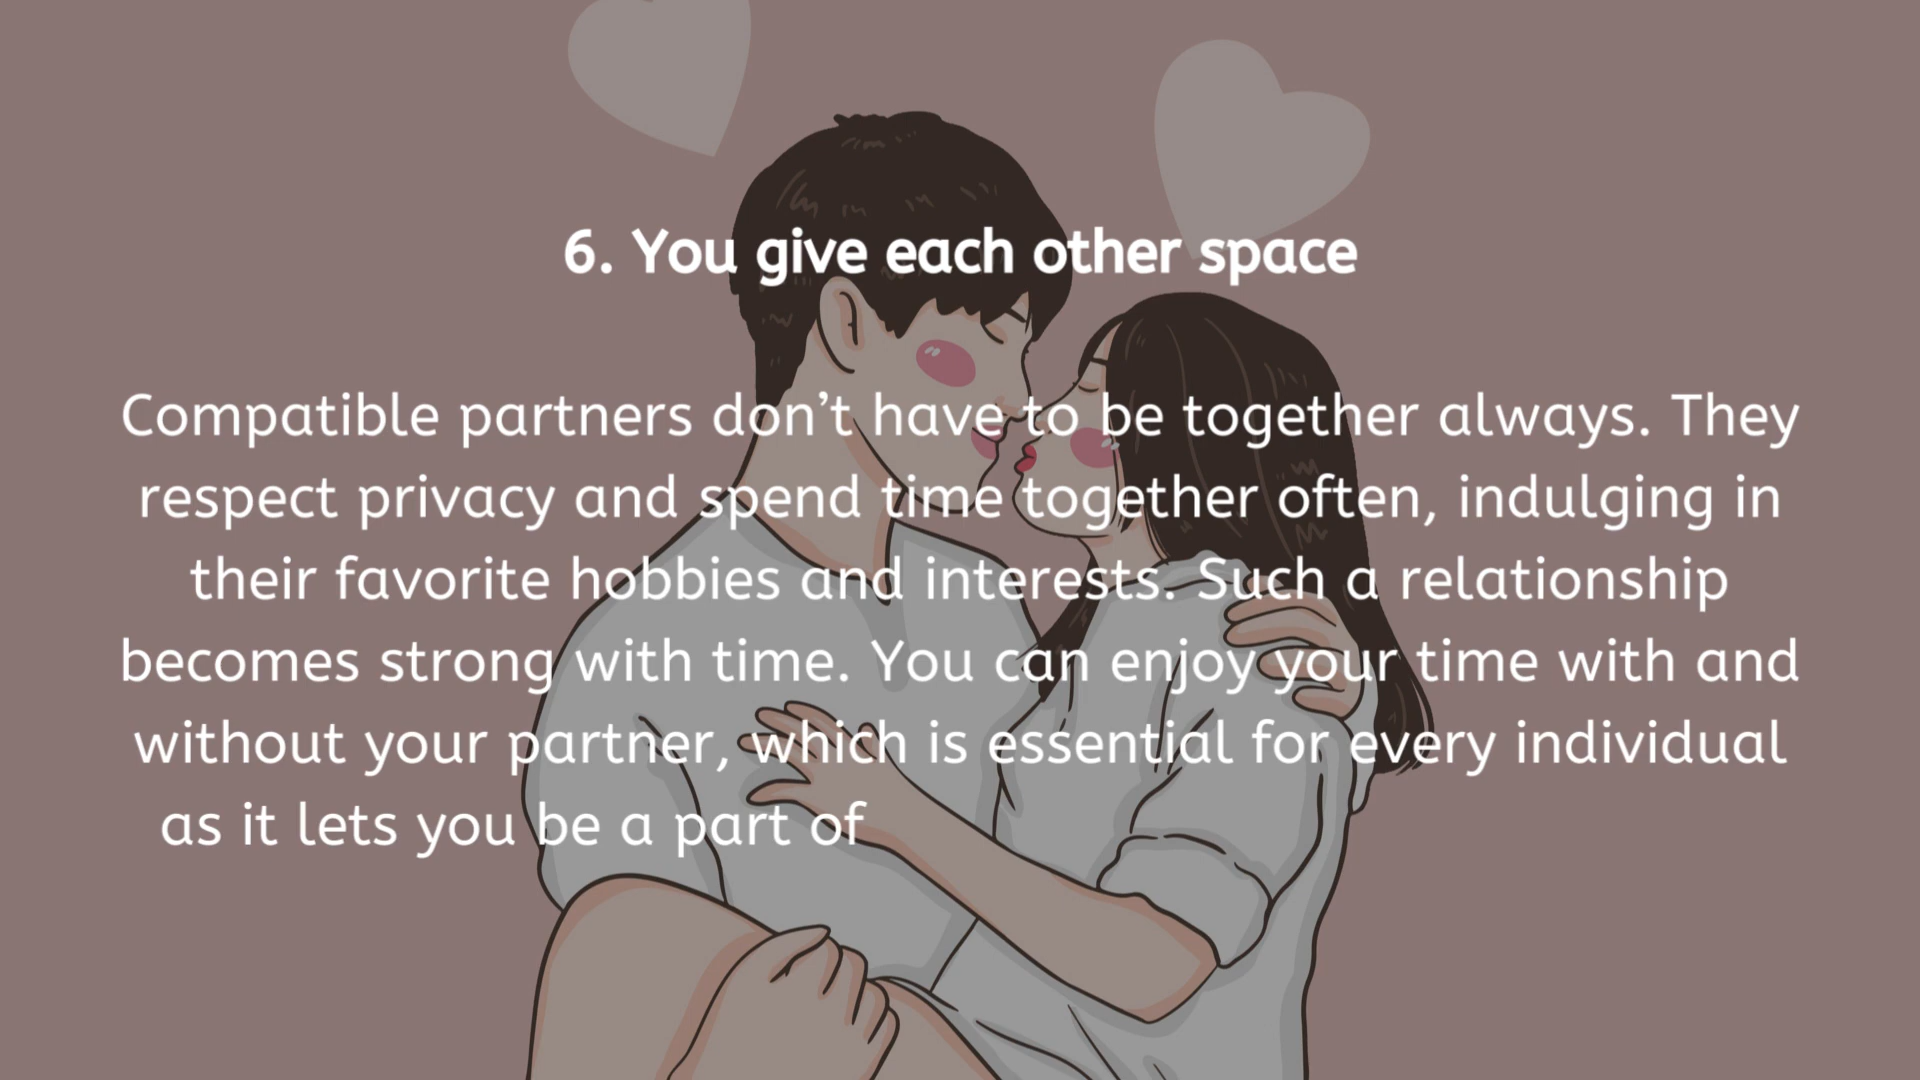 6. You give each other space
Compatible partners don’t have to be together always. They
respect privacy and spend time together often, indulging in
their favorite hobbies and interests. Such a relationship
becomes strong with time. You can enjoy your time with and
without your partner, which is essential for every individual
as it lets you be a part of